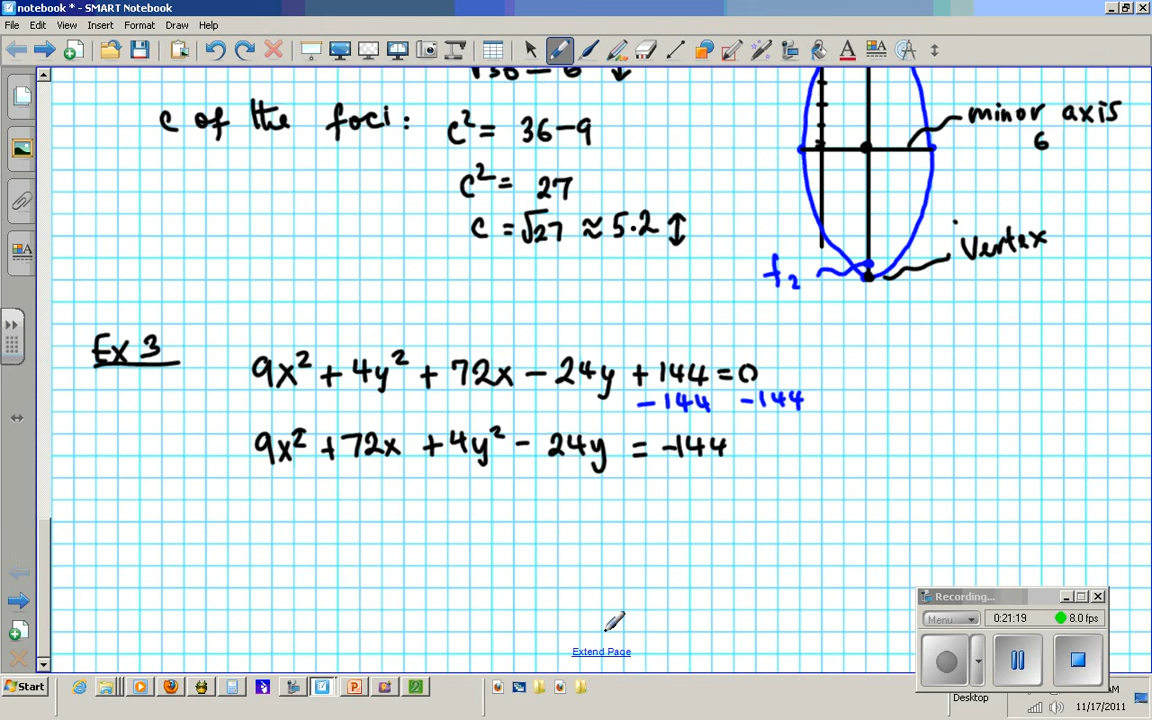 notebook * - SMART Notebook
File Edit View Insert Format Draw Help
c of the foci: c² = 36-9
c² = 27
c = √27 ≈ 5.2 ↕
minor axis
6
vertex
f₂
Ex 3
9x² + 4y² + 72x - 24y + 144 = 0
-144 -144
9x² + 72x + 4y² - 24y = -144
Extend Page
Recording...
Menu 0:21:19 8.0 fps
Start
Desktop
11/17/2011